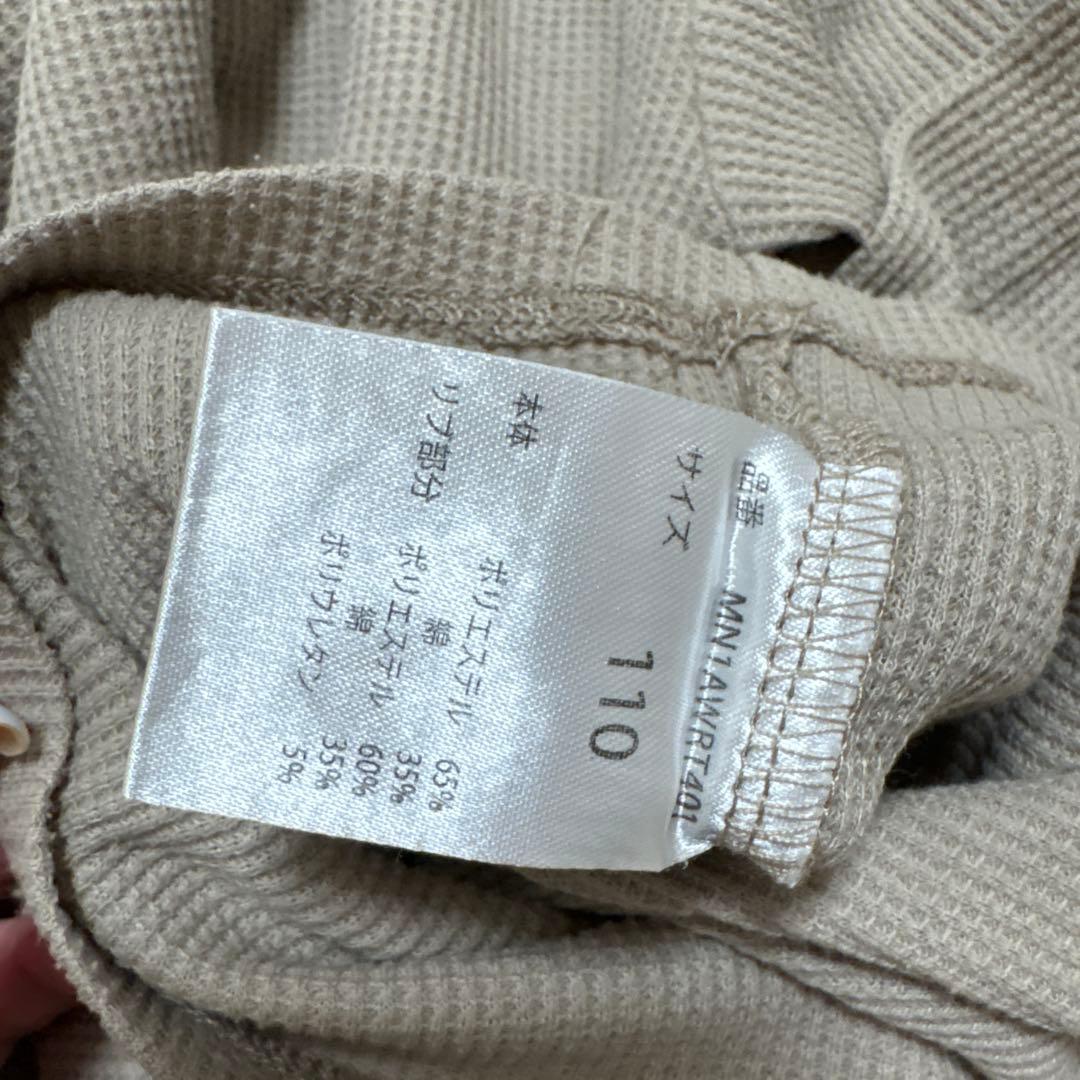 品番 MN1AWRT401
サイズ 110
本体 ポリエステル 65%
綿 35%
リブ部分 ポリエステル 60%
綿 35%
ポリウレタン 5%